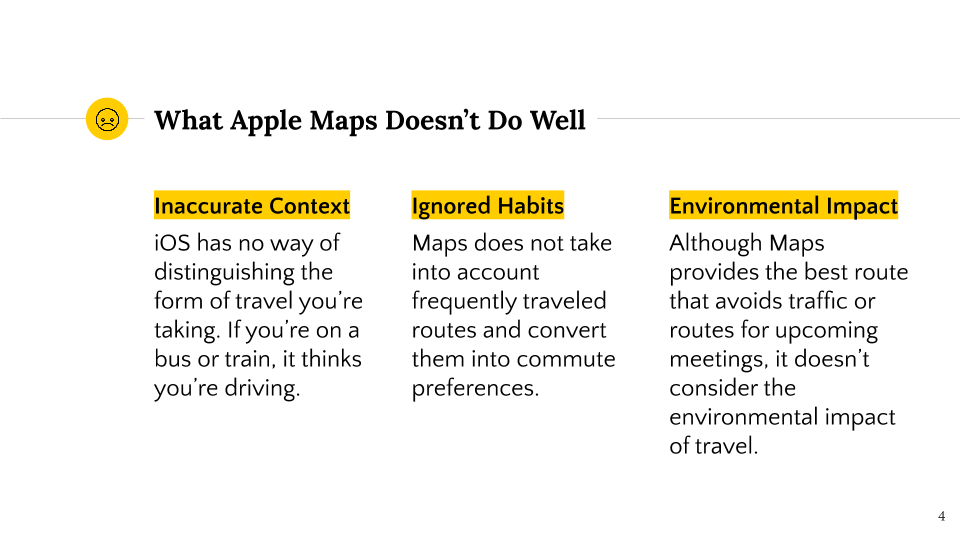 What Apple Maps Doesn’t Do Well
Inaccurate Context
iOS has no way of
distinguishing the
form of travel you’re
taking. If you’re on a
bus or train, it thinks
you’re driving.
Ignored Habits
Maps does not take
into account
frequently traveled
routes and convert
them into commute
preferences.
Environmental Impact
Although Maps
provides the best route
that avoids traffic or
routes for upcoming
meetings, it doesn’t
consider the
environmental impact
of travel.
4